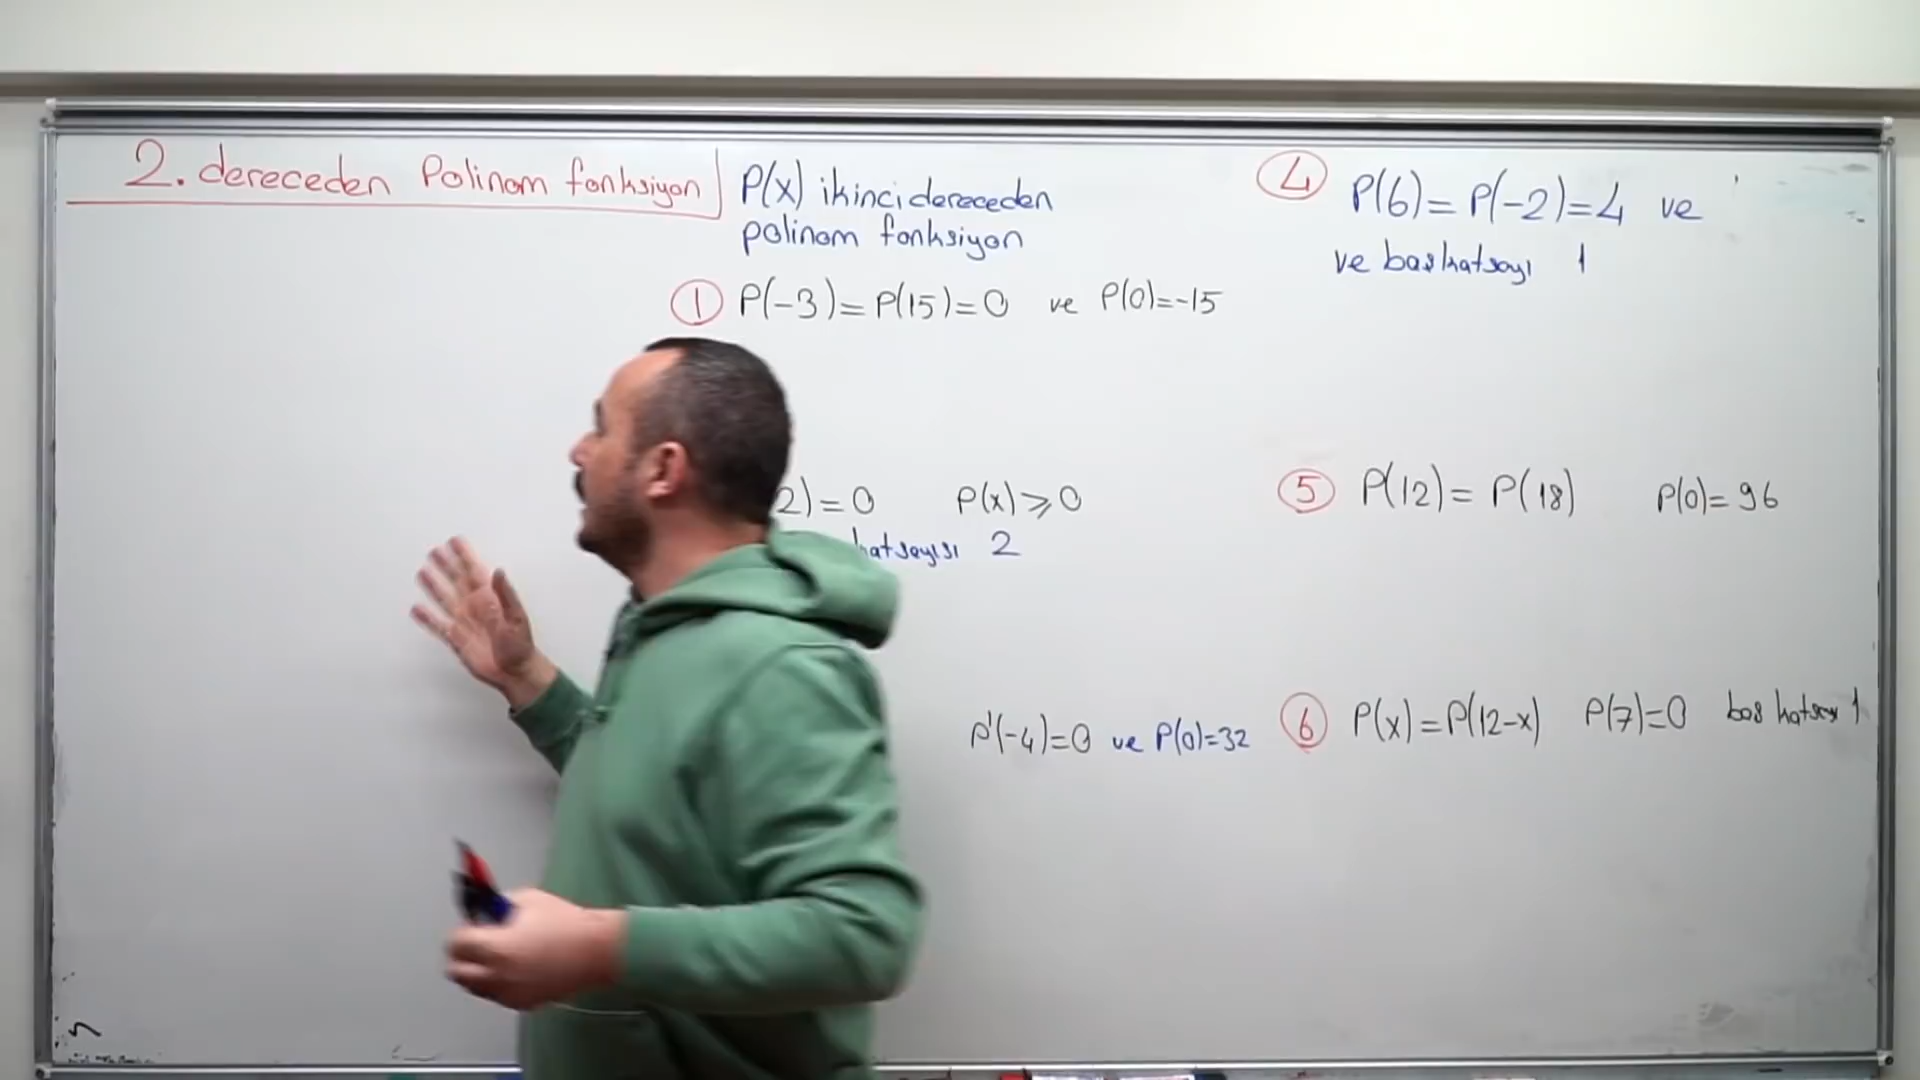 2. dereceden Polinom fonksiyon
P(x) ikinci dereceden
polinom fonksiyon
① P(-3)=P(15)=0 ve P(0)=-15
2)=0 P(x)⩾0
katsayısı 2
P'(-4)=0 ve P(0)=32
④ P(6)=P(-2)=4 ve
ve baş katsayı 1
⑤ P(12)=P(18) P(0)=96
⑥ P(x)=P(12-x) P(7)=0 baş katsayı 1